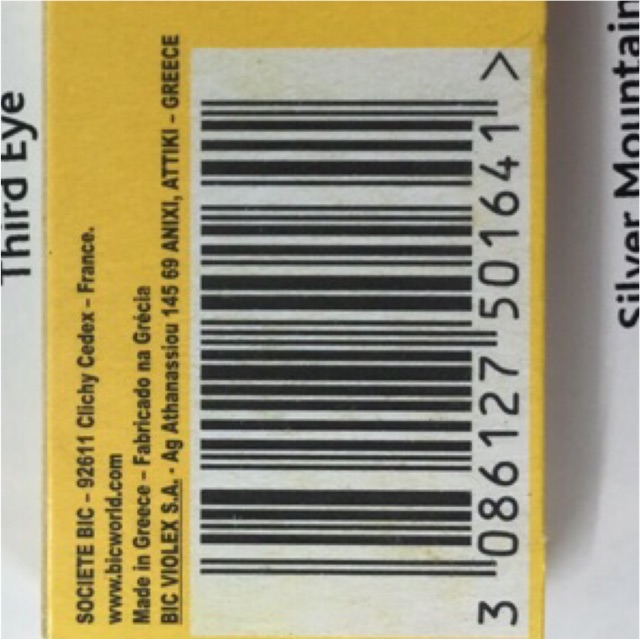 Third Eye
SOCIETE BIC – 92611 Clichy Cedex – France.
www.bicworld.com
Made in Greece – Fabricado na Grécia
BIC VIOLEX S.A. · Ag Athanassiou 145 69 ANIXI, ATTIKI – GREECE
3 086127 501641 >
Silver Mountain